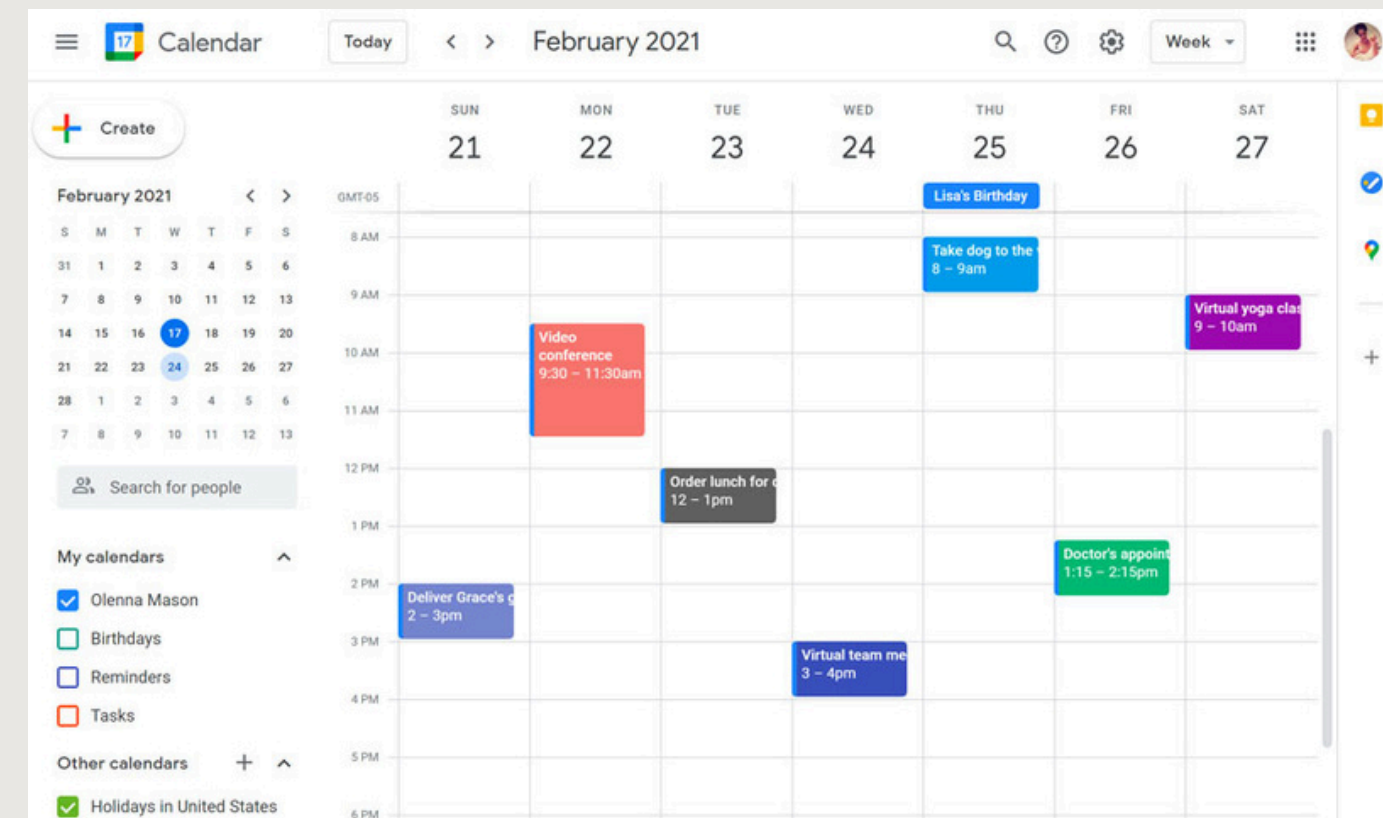 17 Calendar Today < > February 2021 Week
Create
February 2021 < >
S M T W T F S
31 1 2 3 4 5 6
7 8 9 10 11 12 13
14 15 16 17 18 19 20
21 22 23 24 25 26 27
28 1 2 3 4 5 6
7 8 9 10 11 12 13
Search for people
My calendars
Olenna Mason
Birthdays
Reminders
Tasks
Other calendars +
Holidays in United States
SUN MON TUE WED THU FRI SAT
21 22 23 24 25 26 27
GMT-05
Lisa's Birthday
8 AM
Take dog to the
8 – 9am
9 AM
Virtual yoga clas
9 – 10am
Video
conference
9:30 – 11:30am
10 AM
11 AM
12 PM
Order lunch for
12 – 1pm
1 PM
Doctor's appoint
1:15 – 2:15pm
2 PM
Deliver Grace's g
2 – 3pm
3 PM
Virtual team me
3 – 4pm
4 PM
5 PM
6 PM